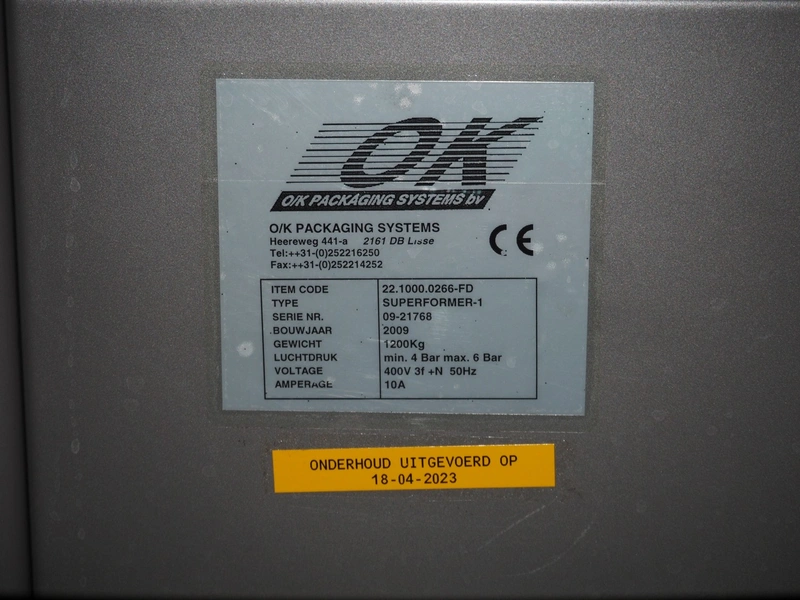 OK
O/K PACKAGING SYSTEMS bv
O/K PACKAGING SYSTEMS
Heereweg 441-a 2161 DB Lisse
Tel:++31-(0)252216250
Fax:++31-(0)252214252
CE
ITEM CODE 22.1000.0266-FD
TYPE SUPERFORMER-1
SERIE NR. 09-21768
BOUWJAAR 2009
GEWICHT 1200Kg
LUCHTDRUK min. 4 Bar max. 6 Bar
VOLTAGE 400V 3f +N 50Hz
AMPERAGE 10A
ONDERHOUD UITGEVOERD OP
18-04-2023